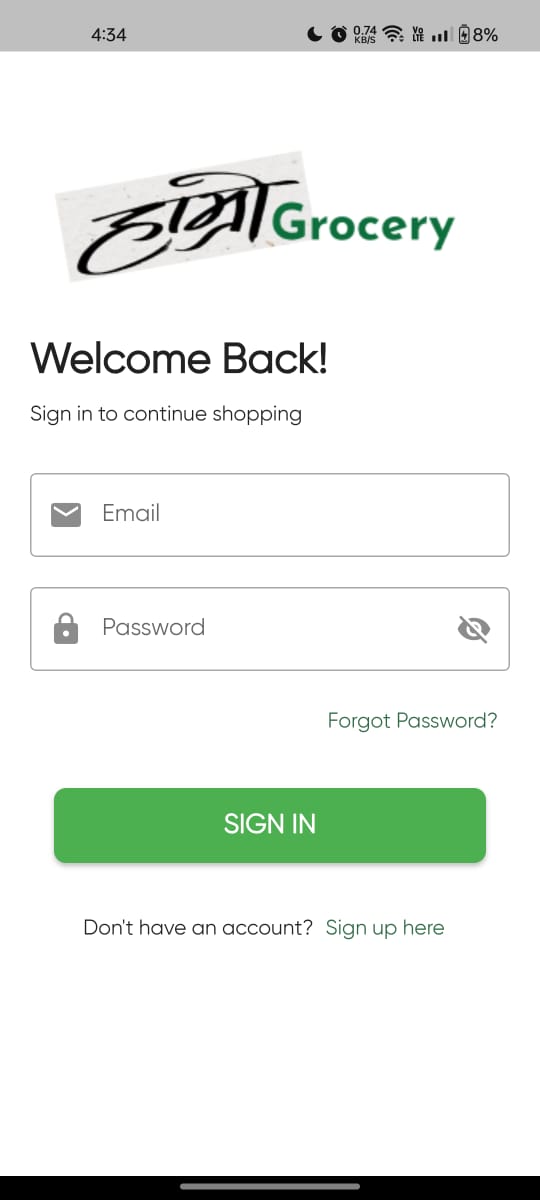 4:34 0.74 KB/S Vo LTE 8%
हाम्रो Grocery
Welcome Back!
Sign in to continue shopping
Email
Password
Forgot Password?
SIGN IN
Don't have an account? Sign up here